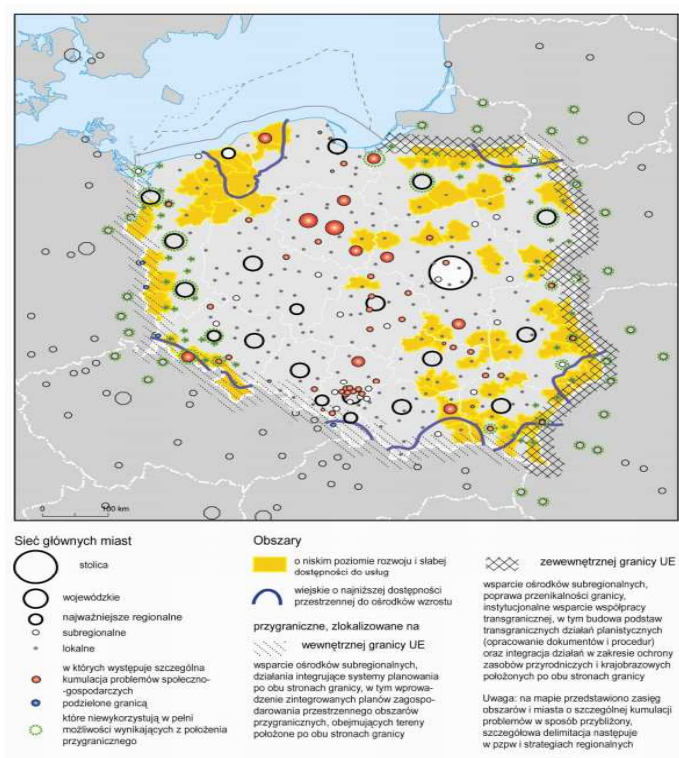 0 100 km
Sieć głównych miast
stolica
wojewódzkie
najważniejsze regionalne
subregionalne
lokalne
w których występuje szczególna
kumulacja problemów społeczno-
-gospodarczych
podzielone granicą
które niewykorzystują w pełni
możliwości wynikających z położenia
przygranicznego
Obszary
o niskim poziomie rozwoju i słabej
dostępności do usług
wiejskie o najniższej dostępności
przestrzennej do ośrodków wzrostu
przygraniczne, zlokalizowane na
wewnętrznej granicy UE
wsparcie ośrodków subregionalnych,
działania integrujące systemy planowania
po obu stronach granicy, w tym wprowa-
dzenie zintegrowanych planów zagospo-
darowania przestrzennego obszarów
przygranicznych, obejmujących tereny
położone po obu stronach granicy
zewewnętrznej granicy UE
wsparcie ośrodków subregionalnych,
poprawa przenikalności granicy,
instytucjonalne wsparcie współpracy
transgranicznej, w tym budowa podstaw
transgranicznych działań planistycznych
(opracowanie dokumentów i procedur)
oraz integracja działań w zakresie ochrony
zasobów przyrodniczych i krajobrazowych
położonych po obu stronach granicy
Uwaga: na mapie przedstawiono zasięg
obszarów i miasta o szczególnej kumulacji
problemów w sposób przybliżony,
szczegółowa delimitacja następuje
w pzpw i strategiach regionalnych